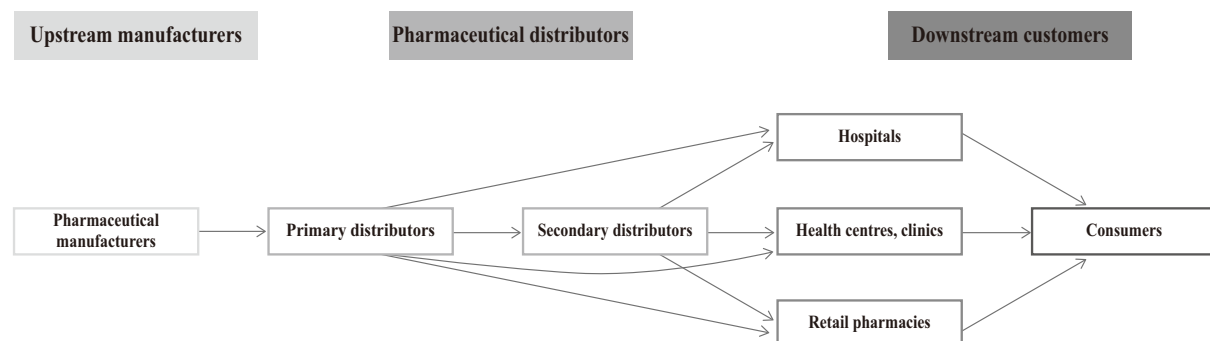 Upstream manufacturers
Pharmaceutical distributors
Downstream customers
Hospitals
Pharmaceutical
manufacturers
Primary distributors
Secondary distributors
Health centres, clinics
Consumers
Retail pharmacies